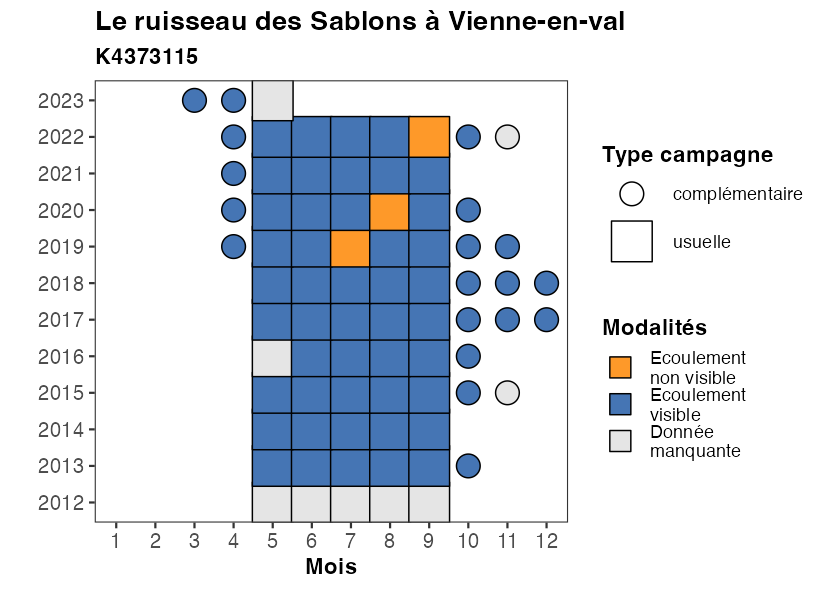 Le ruisseau des Sablons à Vienne-en-val
K4373115
2023
2022
2021
2020
2019
2018
2017
2016
2015
2014
2013
2012
1 2 3 4 5 6 7 8 9 10 11 12
Mois
Type campagne
complémentaire
usuelle
Modalités
Ecoulement
non visible
Ecoulement
visible
Donnée
manquante